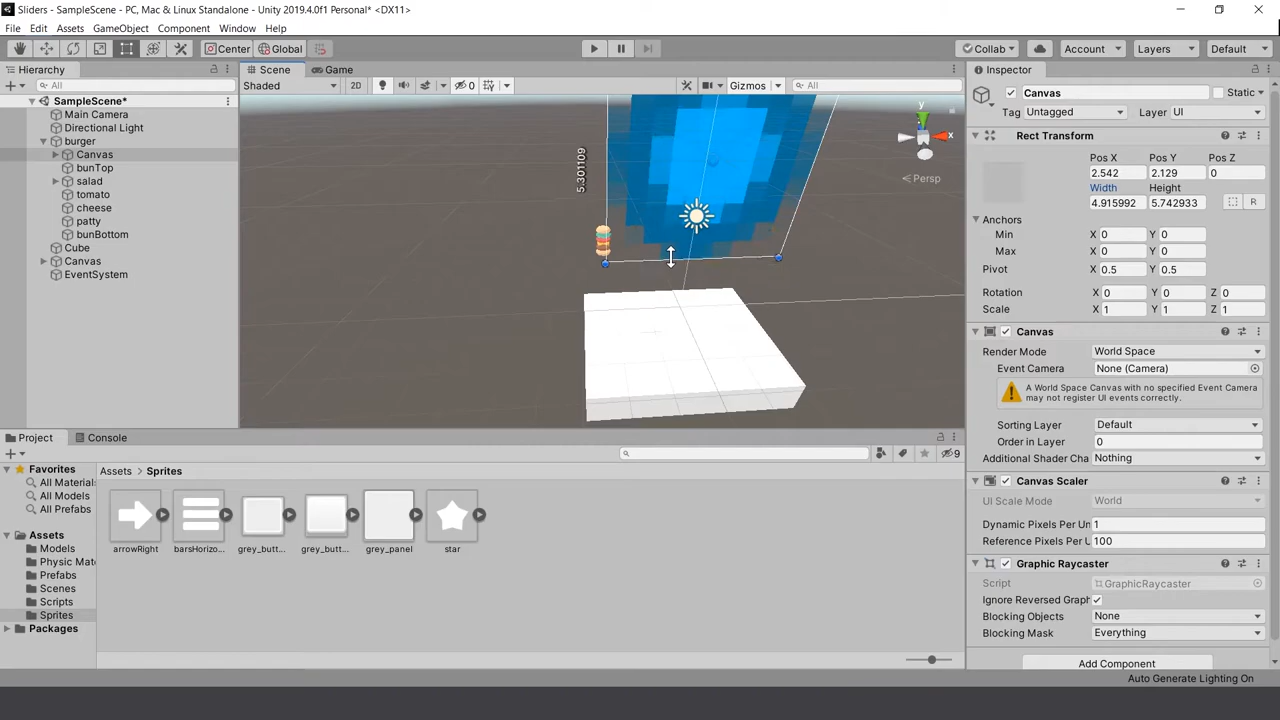 Sliders - SampleScene - PC, Mac & Linux Standalone - Unity 2019.4.0f1 Personal* <DX11>
File Edit Assets GameObject Component Window Help
Center Global Collab Account Layers Default
Hierarchy
All
SampleScene*
Main Camera
Directional Light
burger
Canvas
bunTop
salad
tomato
cheese
patty
bunBottom
Cube
Canvas
EventSystem
Scene Game
Shaded 2D 0 Gizmos All
5.301109
y
x
Persp
Inspector
Canvas Static
Tag Untagged Layer UI
Rect Transform
Pos X Pos Y Pos Z
2.542 2.129 0
Width Height
4.915992 5.742933 R
Anchors
Min X 0 Y 0
Max X 0 Y 0
Pivot X 0.5 Y 0.5
Rotation X 0 Y 0 Z 0
Scale X 1 Y 1 Z 1
Canvas
Render Mode World Space
Event Camera None (Camera)
A World Space Canvas with no specified Event Camera
may not register UI events correctly.
Sorting Layer Default
Order in Layer 0
Additional Shader Cha Nothing
Canvas Scaler
UI Scale Mode World
Dynamic Pixels Per Un 1
Reference Pixels Per U 100
Graphic Raycaster
Script GraphicRaycaster
Ignore Reversed Graph
Blocking Objects None
Blocking Mask Everything
Add Component
Project Console
9
Favorites
All Material
All Models
All Prefabs
Assets
Models
Physic Mat
Prefabs
Scenes
Scripts
Sprites
Packages
Assets Sprites
arrowRight barsHorizo... grey_butt... grey_butt... grey_panel star
Auto Generate Lighting On